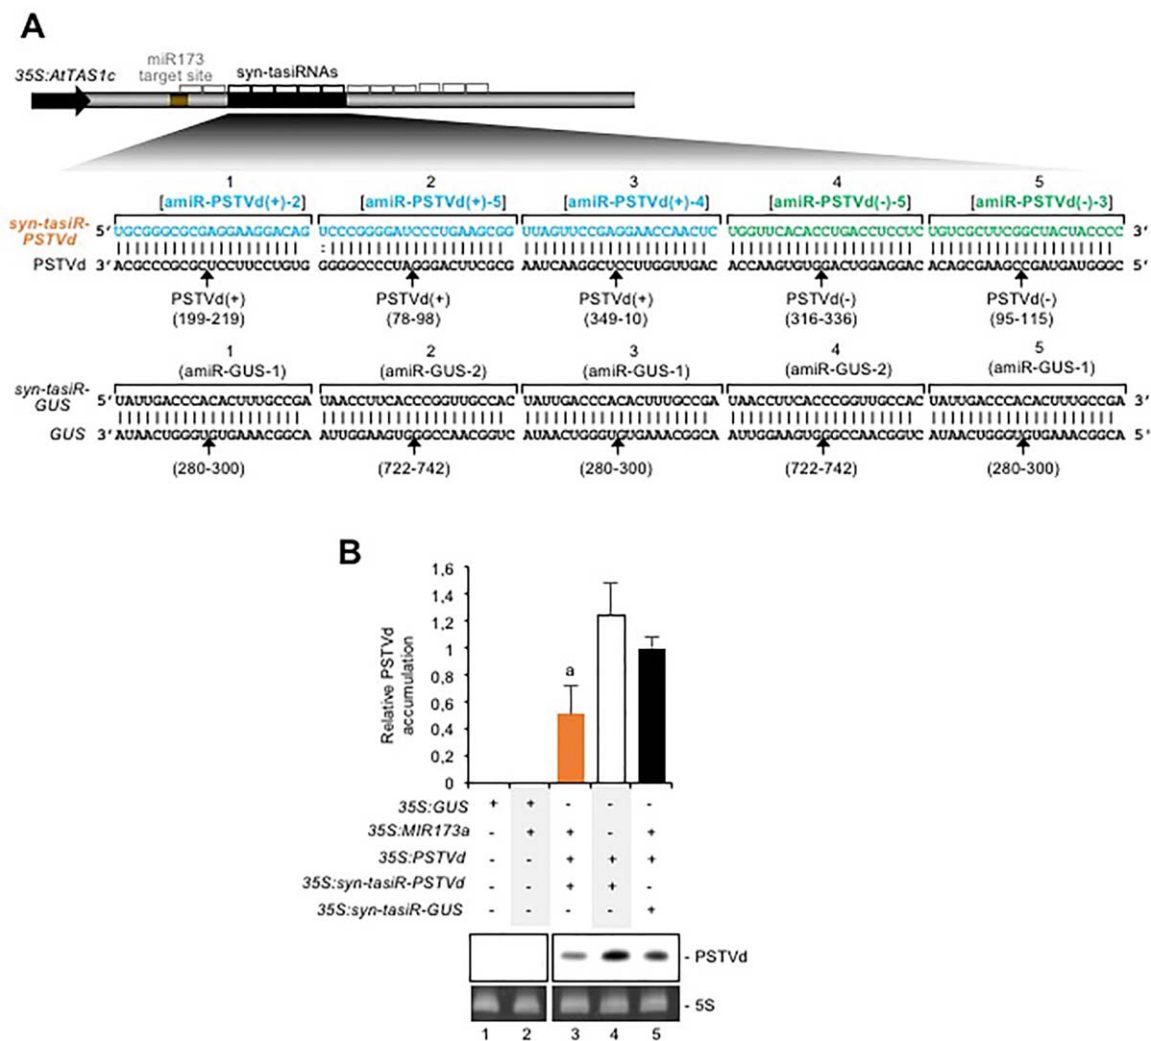 A
35S:AtTAS1c
miR173
target site
syn-tasiRNAs
1 2 3 4 5
[amiR-PSTVd(+)-2] [amiR-PSTVd(+)-5] [amiR-PSTVd(+)-4] [amiR-PSTVd(-)-5] [amiR-PSTVd(-)-3]
syn-tasiR-
PSTVd
5' UGCGGGCGCGAGGAAGGACAG UCCCGGGGAUCCCUGAAGCGG UUAGUUCCGAGGAACCAACUC UGGUUCACACCUGACCUCCUC UGUCGCUUCGGCUACUACCCC 3'
PSTVd 3' ACGCCCGCGCUCCUUCCUGUG GGGGCCCCUAGGGACUUCGCG AAUCAAGGCUCCUUGGUUGAC ACCAAGUGUGGACUGGAGGAC ACAGCGAAGCCGAUGAUGGGC 5'
PSTVd(+) PSTVd(+) PSTVd(+) PSTVd(-) PSTVd(-)
(199-219) (78-98) (349-10) (316-336) (95-115)
1 2 3 4 5
(amiR-GUS-1) (amiR-GUS-2) (amiR-GUS-1) (amiR-GUS-2) (amiR-GUS-1)
syn-tasiR-
GUS
5' UAUUGACCCACACUUUGCCGA UAACCUUCACCCGGUUGCCAC UAUUGACCCACACUUUGCCGA UAACCUUCACCCGGUUGCCAC UAUUGACCCACACUUUGCCGA 3'
GUS 3' AUAACUGGGUGUGAAACGGCA AUUGGAAGUGGGCCAACGGUC AUAACUGGGUGUGAAACGGCA AUUGGAAGUGGGCCAACGGUC AUAACUGGGUGUGAAACGGCA 5'
(280-300) (722-742) (280-300) (722-742) (280-300)
B
Relative PSTVd
accumulation
1,6
1,4
1,2
1
0,8
0,6
0,4
0,2
0
a
35S:GUS + + - - -
35S:MIR173a - + + - +
35S:PSTVd - - + + +
35S:syn-tasiR-PSTVd - - + + -
35S:syn-tasiR-GUS - - - - +
- PSTVd
- 5S
1 2 3 4 5